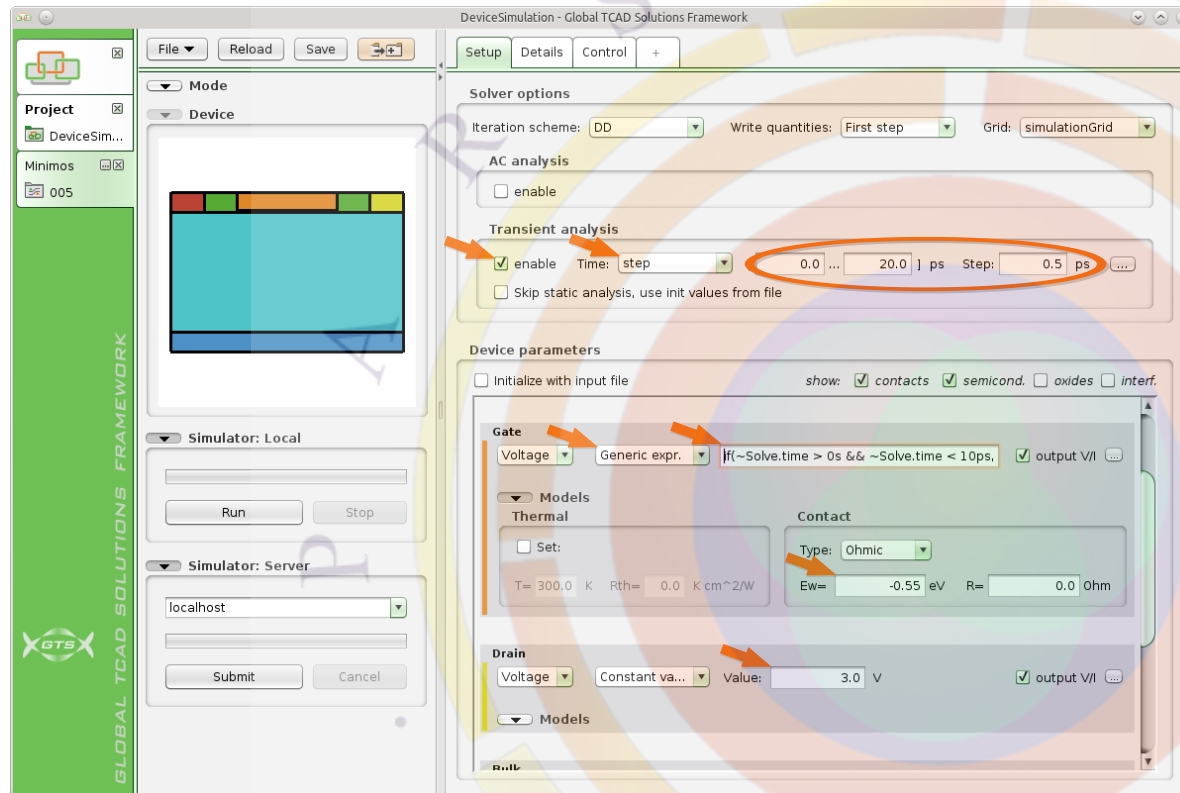 DeviceSimulation - Global TCAD Solutions Framework
File Reload Save
Setup Details Control +
Project
DeviceSim...
Minimos
005
GTS
GLOBAL TCAD SOLUTIONS FRAMEWORK
Mode
Device
Simulator: Local
Run Stop
Simulator: Server
localhost
Submit Cancel
Solver options
Iteration scheme: DD Write quantities: First step Grid: simulationGrid
AC analysis
enable
Transient analysis
enable Time: step [ 0.0 ... 20.0 ] ps Step: 0.5 ps ...
Skip static analysis, use init values from file
Device parameters
Initialize with input file show: contacts semicond. oxides interf.
Gate
Voltage Generic expr. if(~Solve.time > 0s && ~Solve.time < 10ps, output V/I ...
Models
Thermal Contact
Set: Type: Ohmic
T= 300.0 K Rth= 0.0 K cm^2/W Ew= -0.55 eV R= 0.0 Ohm
Drain
Voltage Constant va... Value: 3.0 V output V/I ...
Models
Bulk